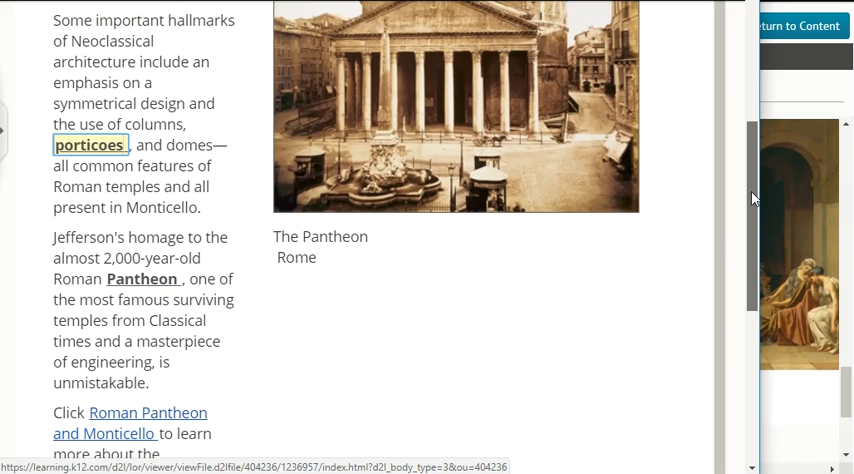 Some important hallmarks
of Neoclassical
architecture include an
emphasis on a
symmetrical design and
the use of columns,
porticoes , and domes—
all common features of
Roman temples and all
present in Monticello.
Jefferson's homage to the
almost 2,000-year-old
Roman Pantheon , one of
the most famous surviving
temples from Classical
times and a masterpiece
of engineering, is
unmistakable.
Click Roman Pantheon
and Monticello to learn
more about the
The Pantheon
Rome
to Content
https://learning.k12.com/d2l/lor/viewer/viewFile.d2lfile/404236/1236957/index.html?d2l_body_type=3&ou=404236